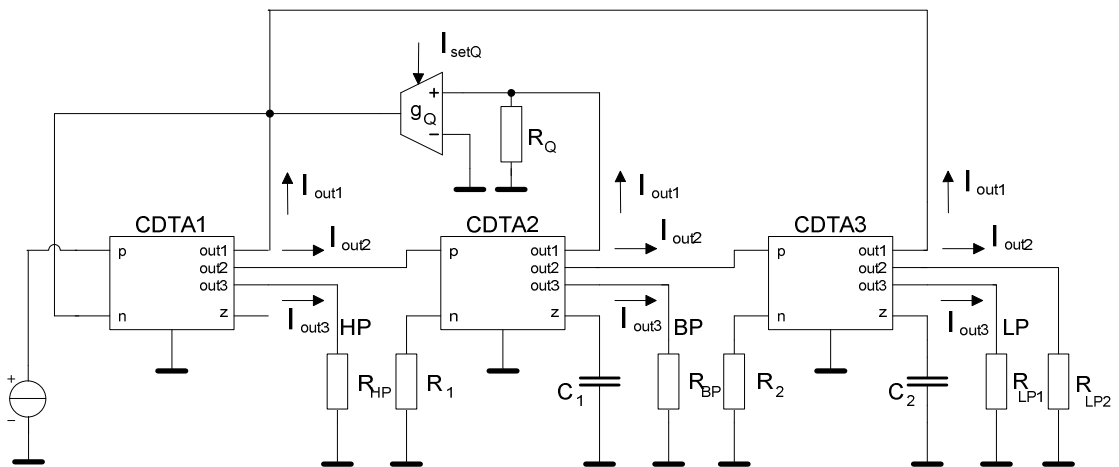 I setQ
+
g Q
−
R Q
I out1
I out1
I out1
CDTA1
CDTA2
CDTA3
I out2
I out2
I out2
p out1
out2
out3
n z
p out1
out2
out3
n z
p out1
out2
out3
n z
I out3
HP
I out3
BP
I out3
LP
+
−
R HP
R 1
C 1
R BP
R 2
C 2
R LP1
R LP2